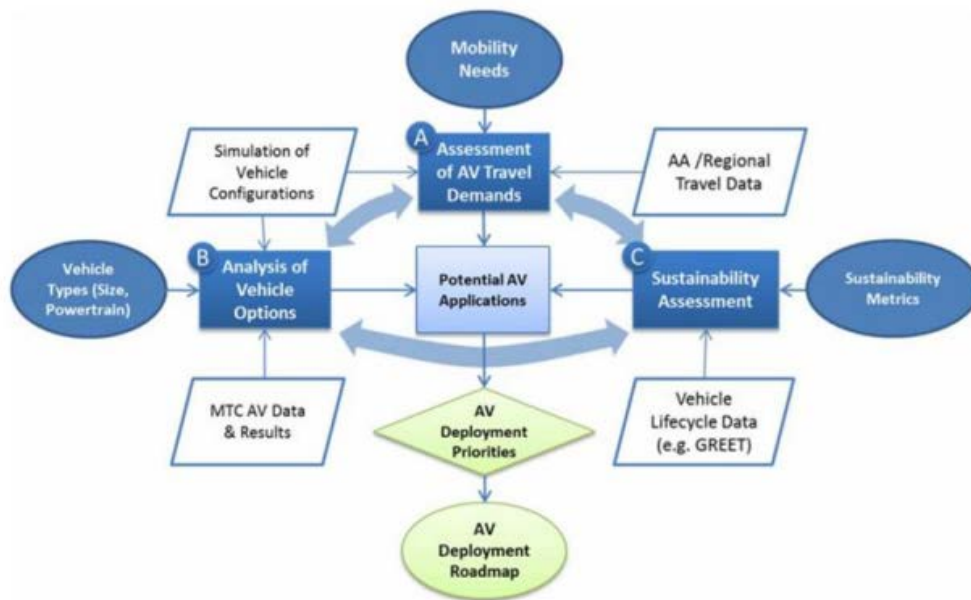 Mobility
Needs
A
Assessment
of AV Travel
Demands
Simulation of
Vehicle
Configurations
AA /Regional
Travel Data
Vehicle
Types (Size,
Powertrain)
B
Analysis of
Vehicle
Options
Potential AV
Applications
C
Sustainability
Assessment
Sustainability
Metrics
MTC AV Data
& Results
AV
Deployment
Priorities
Vehicle
Lifecycle Data
(e.g. GREET)
AV
Deployment
Roadmap